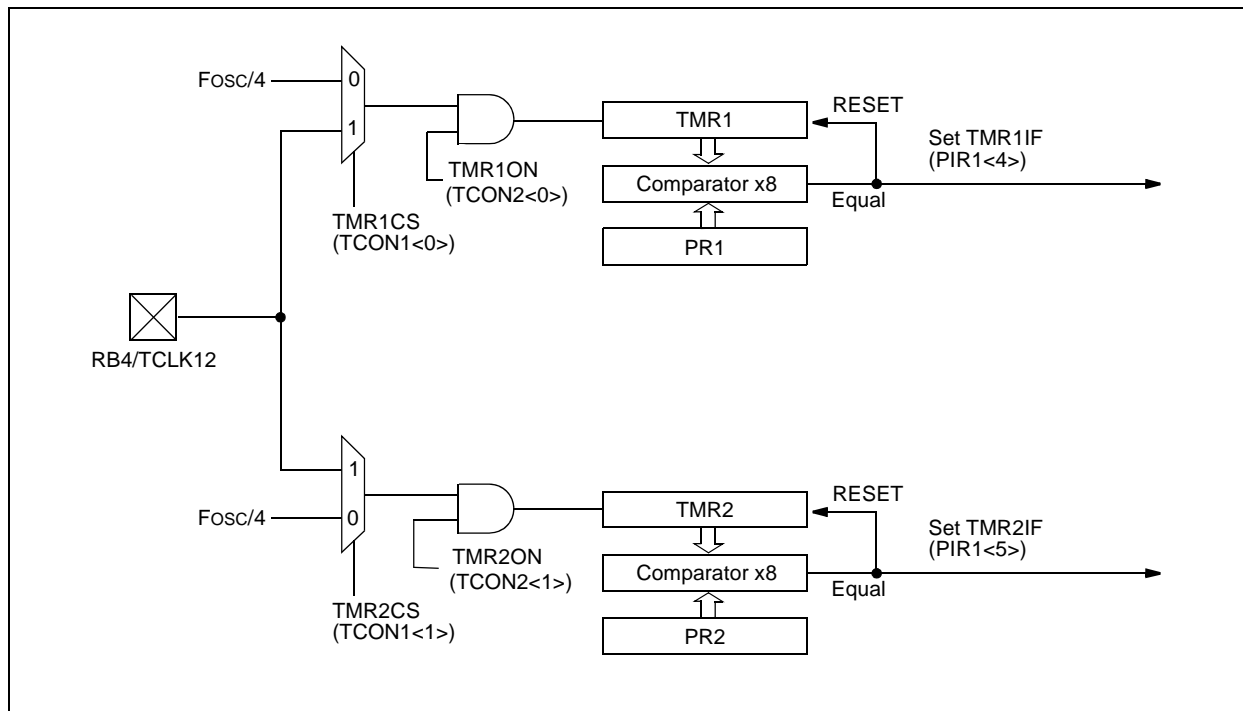 FOSC/4
0
1
TMR1ON
(TCON2<0>)
TMR1CS
(TCON1<0>)
TMR1
Comparator x8
PR1
RESET
Equal
Set TMR1IF
(PIR1<4>)
RB4/TCLK12
1
0
FOSC/4
TMR2ON
(TCON2<1>)
TMR2CS
(TCON1<1>)
TMR2
Comparator x8
PR2
RESET
Equal
Set TMR2IF
(PIR1<5>)